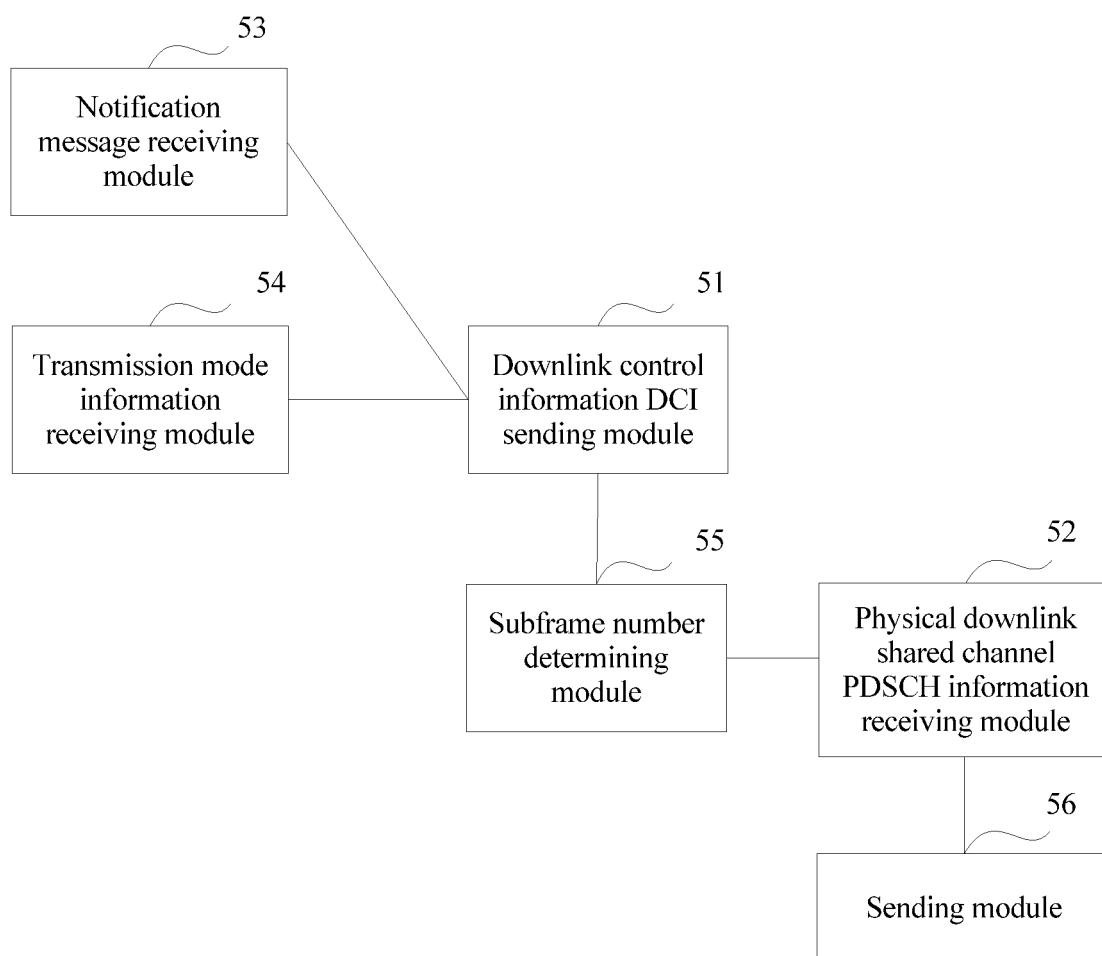 53
Notification
message receiving
module
54
Transmission mode
information
receiving module
51
Downlink control
information DCI
sending module
55
Subframe number
determining
module
52
Physical downlink
shared channel
PDSCH information
receiving module
56
Sending module